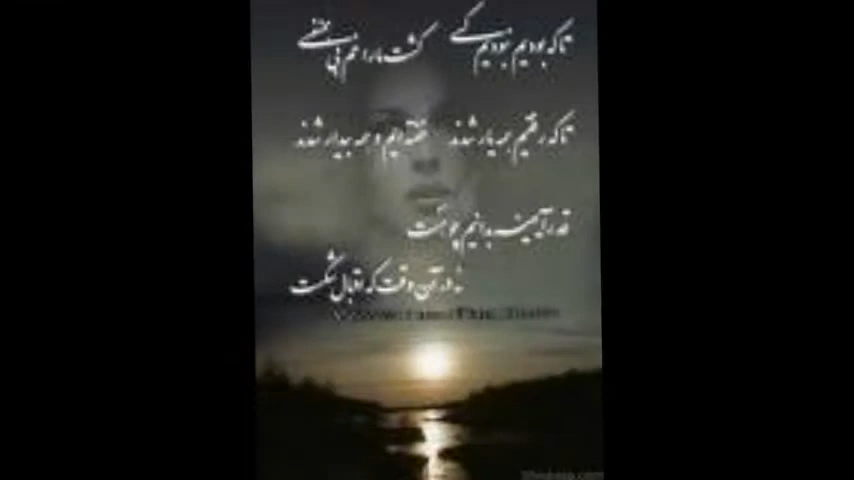 تا که بودیم نبودیم کسی کشت ما را غم بی همنفسی
تا که رفتیم همه یار شدند خفته ایم و همه بیدار شدند
قدر آیینه بدانیم چو هست
نه در آن وقت که اقبال شکست